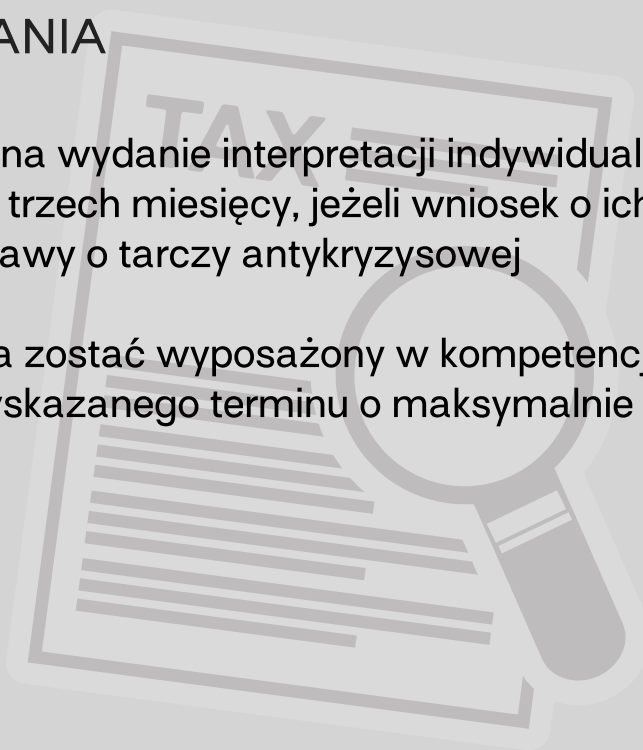 ANIA
TAX
na wydanie interpretacji indywidual
trzech miesięcy, jeżeli wniosek o ich
awy o tarczy antykryzysowej
a zostać wyposażony w kompetencj
yskazanego terminu o maksymalnie